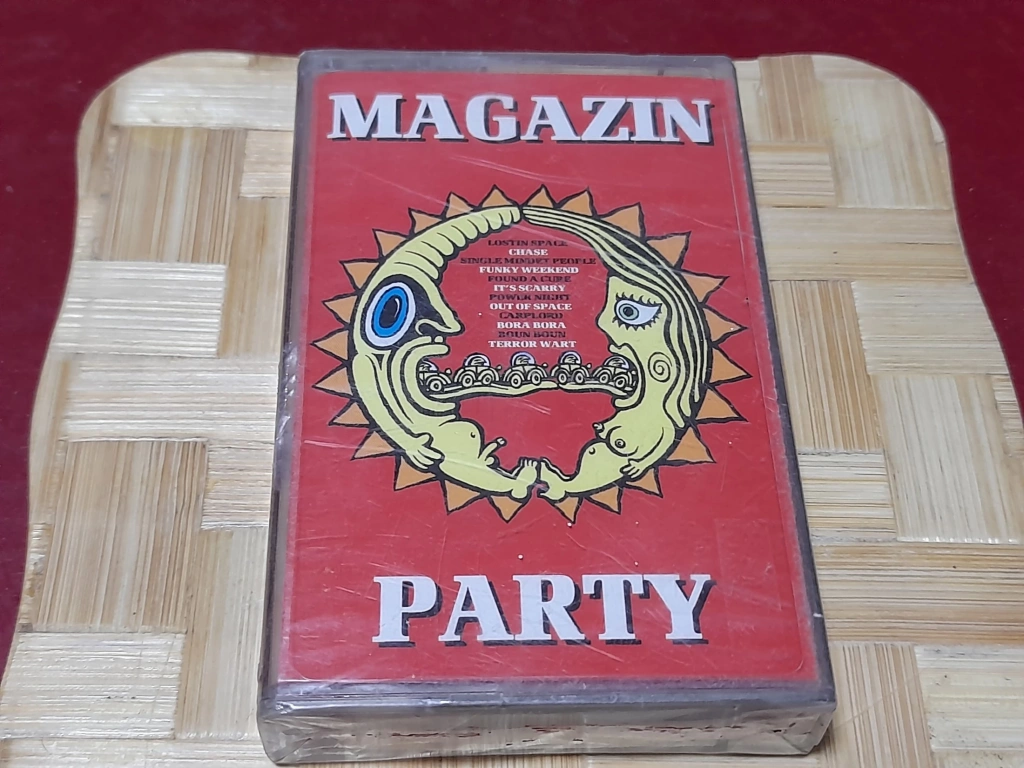 MAGAZIN
LOST IN SPACE
CHASE
SINGLE MINDET PEOPLE
FUNKY WEEKEND
FOUND A CURE
IT'S SCARRY
POWER NIGHT
OUT OF SPACE
CARPLORD
BORA BORA
BOUN BOUN
TERROR WART
PARTY